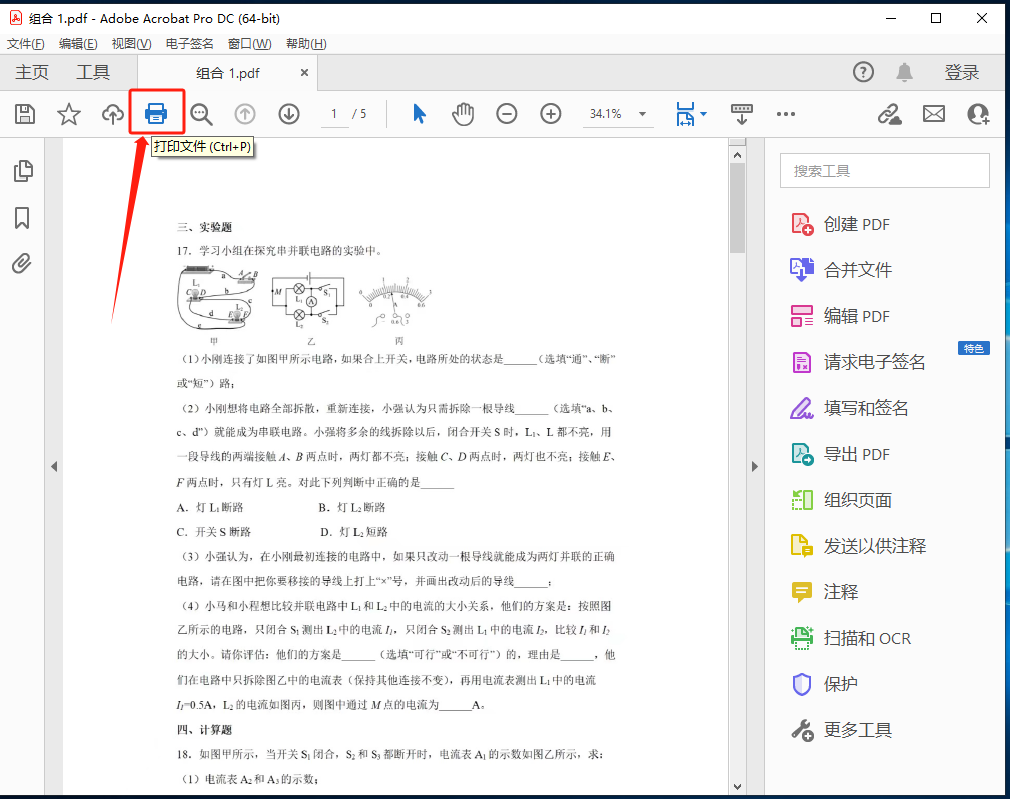 组合 1.pdf - Adobe Acrobat Pro DC (64-bit)
文件(F) 编辑(E) 视图(V) 电子签名 窗口(W) 帮助(H)
主页 工具 组合 1.pdf × 登录
1 / 5 34.1%
打印文件 (Ctrl+P)
搜索工具
创建 PDF
合并文件
编辑 PDF
请求电子签名 特色
填写和签名
导出 PDF
组织页面
发送以供注释
注释
扫描和 OCR
保护
更多工具
三、实验题
17．学习小组在探究串并联电路的实验中。
甲 乙 丙
（1）小刚连接了如图甲所示电路，如果合上开关，电路所处的状态是______（选填“通”、“断”
或“短”）路；
（2）小刚想将电路全部拆散，重新连接，小强认为只需拆除一根导线______（选填“a、b、
c、d”）就能成为串联电路。小强将多余的线拆除以后，闭合开关 S 时，L₁、L 都不亮，用
一段导线的两端接触 A、B 两点时，两灯都不亮；接触 C、D 两点时，两灯也不亮；接触 E、
F 两点时，只有灯 L 亮。对此下列判断中正确的是______
A．灯 L₁ 断路 B．灯 L₂ 断路
C．开关 S 断路 D．灯 L₂ 短路
（3）小强认为，在小刚最初连接的电路中，如果只改动一根导线就能成为两灯并联的正确
电路，请在图中把你要移接的导线上打上“×”号，并画出改动后的导线______；
（4）小马和小程想比较并联电路中 L₁ 和 L₂ 中的电流的大小关系，他们的方案是：按照图
乙所示的电路，只闭合 S₁ 测出 L₂ 中的电流 I₁，只闭合 S₂ 测出 L₁ 中的电流 I₂，比较 I₁ 和 I₂
的大小。请你评估：他们的方案是______（选填“可行”或“不可行”）的，理由是______，他
们在电路中只拆除图乙中的电流表（保持其他连接不变），再用电流表测出 L₁ 中的电流
I₁=0.5A，L₂ 的电流如图丙，则图中通过 M 点的电流为______A。
四、计算题
18．如图甲所示，当开关 S₁ 闭合，S₂ 和 S₃ 都断开时，电流表 A₁ 的示数如图乙所示，求：
（1）电流表 A₂ 和 A₃ 的示数；